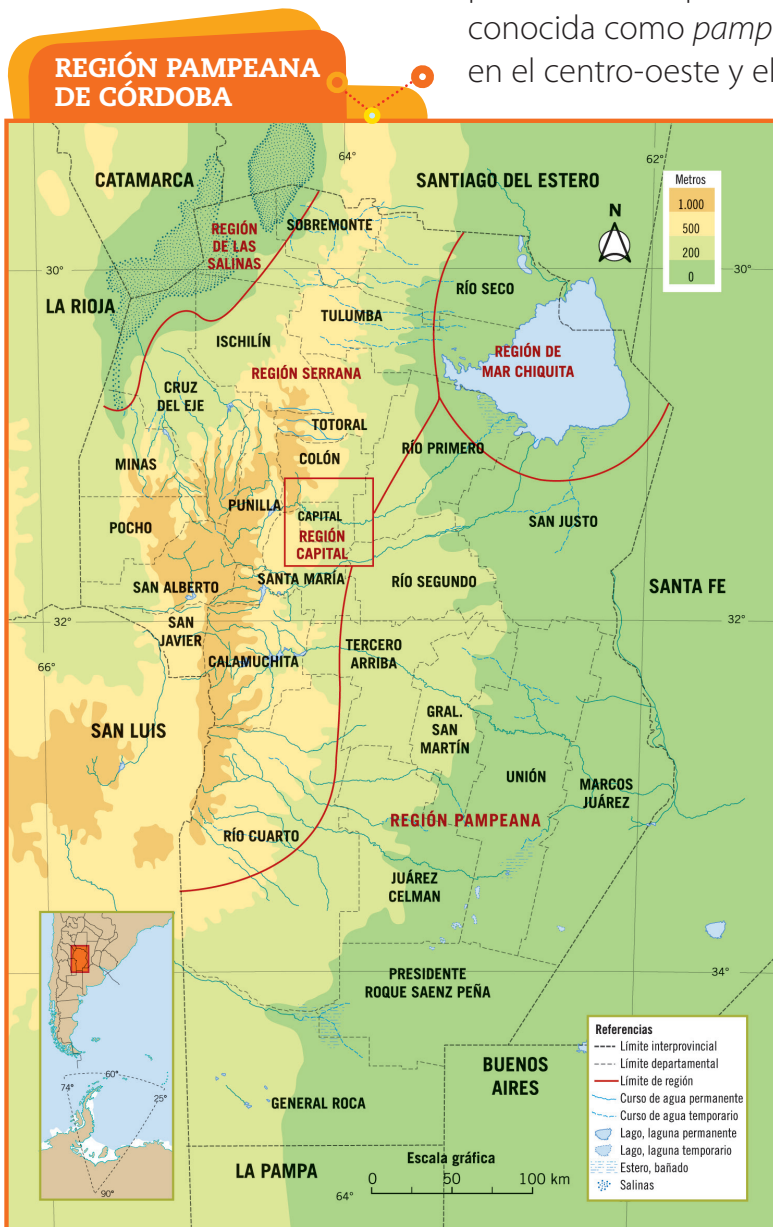 conocida como pamp
en el centro-oeste y el
REGIÓN PAMPEANA
DE CÓRDOBA
64°
62°
CATAMARCA
SANTIAGO DEL ESTERO
Metros
1.000
500
200
0
N
SOBREMONTE
REGIÓN
DE LAS
SALINAS
30°
30°
LA RIOJA
RÍO SECO
TULUMBA
ISCHILÍN
REGIÓN DE
MAR CHIQUITA
REGIÓN SERRANA
CRUZ
DEL EJE
TOTORAL
RÍO PRIMERO
COLÓN
MINAS
PUNILLA
CAPITAL
POCHO
REGIÓN
CAPITAL
SAN JUSTO
SAN ALBERTO
SANTA MARÍA
RÍO SEGUNDO
SANTA FE
32°
SAN
JAVIER
32°
66°
CALAMUCHITA
TERCERO
ARRIBA
SAN LUIS
GRAL.
SAN
MARTÍN
UNIÓN
MARCOS
JUÁREZ
REGIÓN PAMPEANA
RÍO CUARTO
JUÁREZ
CELMAN
PRESIDENTE
ROQUE SAENZ PEÑA
34°
BUENOS
AIRES
GENERAL ROCA
LA PAMPA
64°
Escala gráfica
0 50 100 km
74°
60°
25°
90°
Referencias
Límite interprovincial
Límite departamental
Límite de región
Curso de agua permanente
Curso de agua temporario
Lago, laguna permanente
Lago, laguna temporario
Estero, bañado
Salinas